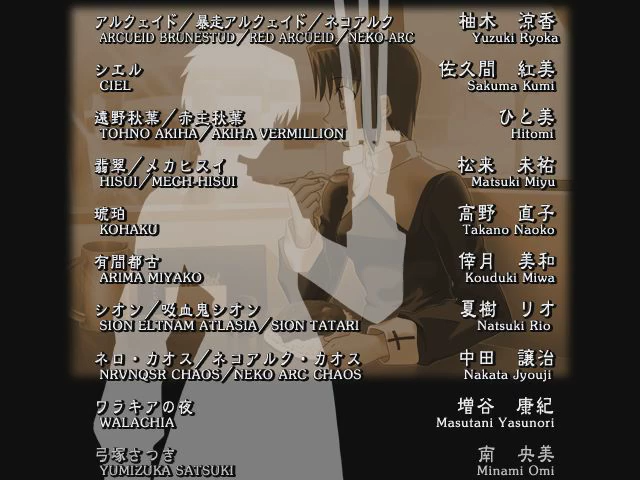 アルクェイド／暴走アルクェイド／ネコアルク 柚木 涼香
ARCUEID BRUNESTUD／RED ARCUEID／NEKO-ARC Yuzuki Ryoka
シエル 佐久間 紅美
CIEL Sakuma Kumi
遠野秋葉／赤主秋葉 ひと美
TOHNO AKIHA／AKIHA VERMILLION Hitomi
翡翠／メカヒスイ 松来 未祐
HISUI／MECH-HISUI Matsuki Miyu
琥珀 高野 直子
KOHAKU Takano Naoko
有間都古 倖月 美和
ARIMA MIYAKO Kouduki Miwa
シオン／吸血鬼シオン 夏樹 リオ
SION ELTNAM ATLASIA／SION TATARI Natsuki Rio
ネロ・カオス／ネコアルク・カオス 中田 譲治
NRVNQSR CHAOS／NEKO ARC CHAOS Nakata Jyouji
ワラキアの夜 増谷 康紀
WALACHIA Masutani Yasunori
弓塚さつき 南 央美
YUMIZUKA SATSUKI Minami Omi